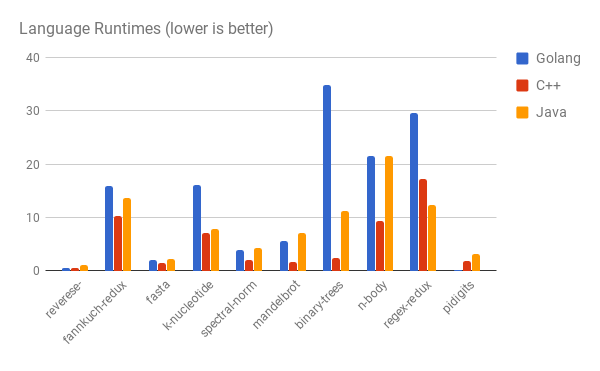 Language Runtimes (lower is better)
40
30
20
10
0
Golang
C++
Java
reverese-
fannkuch-redux
fasta
k-nucleotide
spectral-norm
mandelbrot
binary-trees
n-body
regex-redux
pidigits